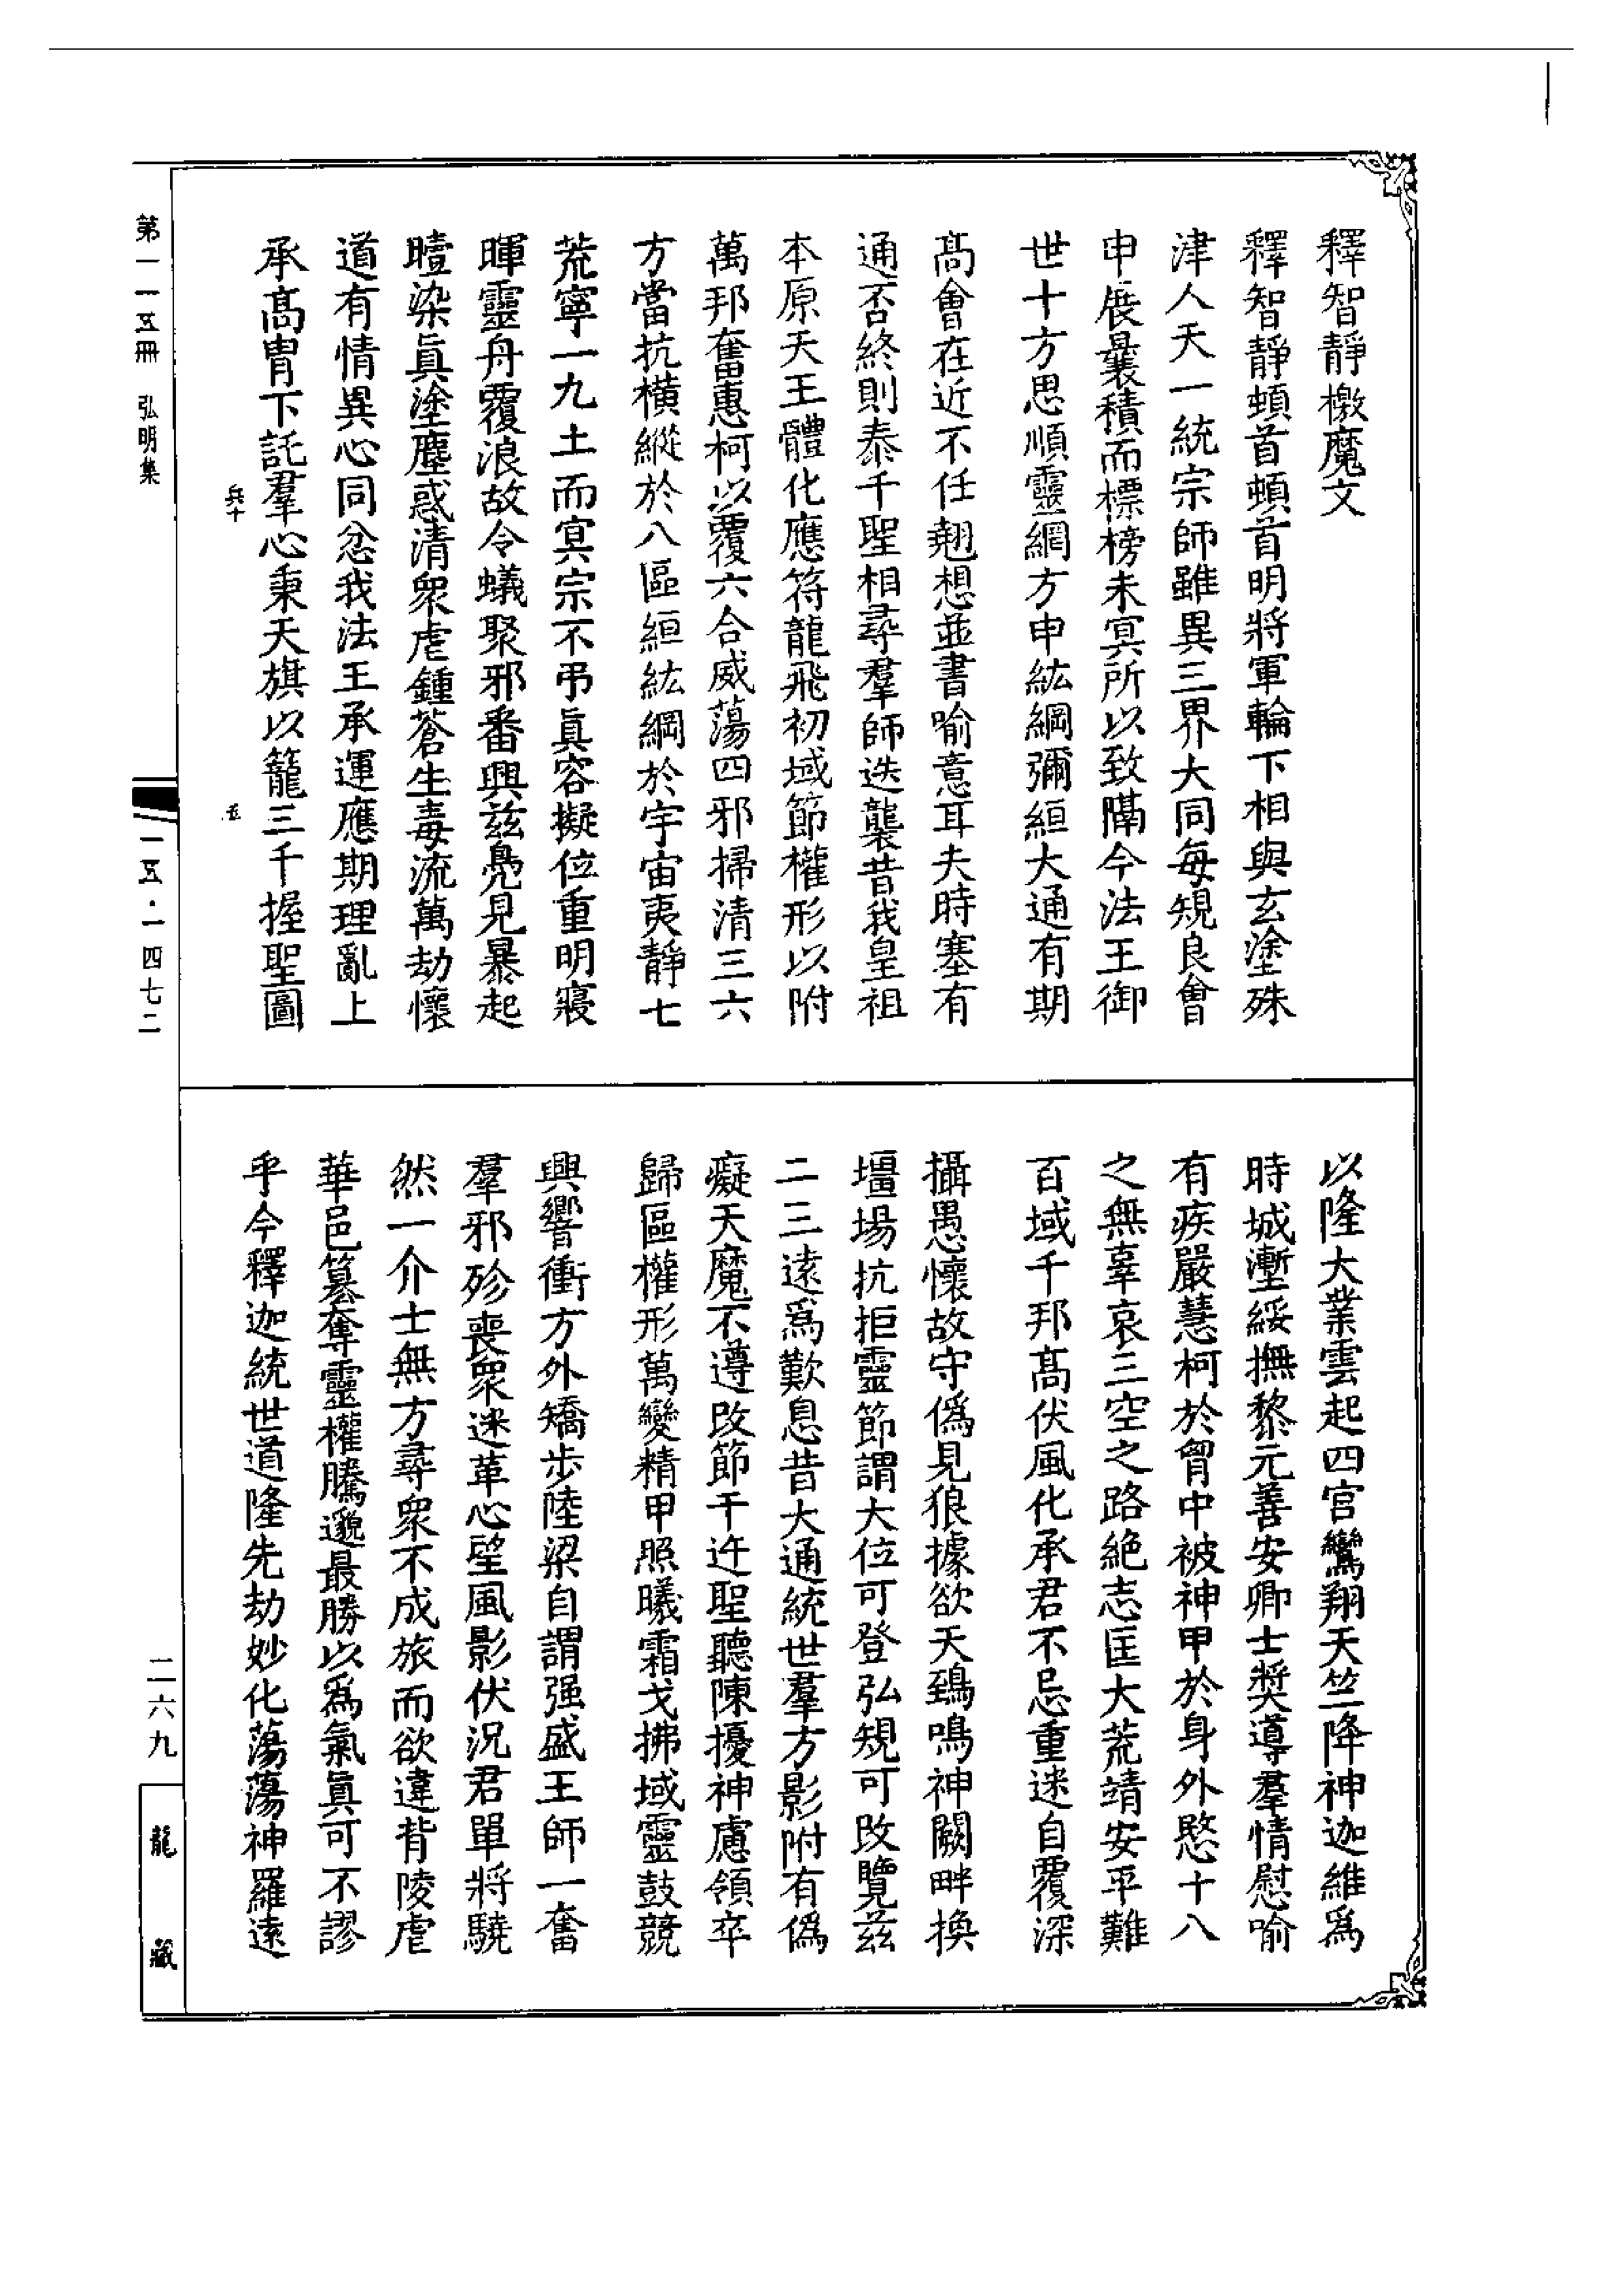 釋智靜檄魔文
釋智靜頓首頓首明將軍輪下相與玄塗殊
津人天一統宗師雖異三界大同每規良會
申展曩積而標榜未冥所以致隔今法王御
世十方思順靈網方申紘綱彌絙大通有期
髙會在近不任翹想並書喻意耳夫時塞有
通否終則泰千聖相尋羣師迭襲昔我皇祖
本原天王體化應符龍飛初域節權形以附
萬邦奮惠柯以覆六合威蕩四邪掃清三六
方當抗橫縱於八區絙紘綱於宇宙夷靜七
荒寧一九土而冥宗不弔眞容擬位重明寢
暉靈舟覆浪故令蟻聚邪番興兹鳧見暴起
曀染眞塗塵惑清衆虐鍾蒼生毒流萬劫懷
道有情異心同忿我法王承運應期理亂上
承髙冑下託羣心秉天旗以籠三千握聖圖
以隆大業雲起四宫鸞翔天竺降神迦維爲
時城塹綏撫黎元善安卿士奬導羣情慰喻
有疾嚴慧柯於胷中被神甲於身外愍十八
之無辜哀三空之路絶志匡大荒靖安平難
百域千邦髙伏風化承君不忌重迷自覆深
攝愚懷故守僞見狼據欲天鵄鳴神闕畔換
壃場抗拒靈節謂大位可登弘規可改覽兹
二三遠爲歎息昔大通統世羣方影附有僞
癡天魔不遵改節干迕聖聽陳擾神慮領卒
歸區權形萬變精甲照曦霜戈拂域靈鼓競
興響衝方外矯步陸梁自謂强盛王師一奮
羣邪殄喪衆迷革心望風影伏況君單將驍
然一介士無方尋衆不成旅而欲違背陵虐
華邑篡奪靈權騰邈最勝以爲氣眞可不謬
乎今釋迦統世道隆先劫妙化蕩蕩神羅遠
第一一五冊 弘明集
兵十
一五·一四七二
二六九
龍藏